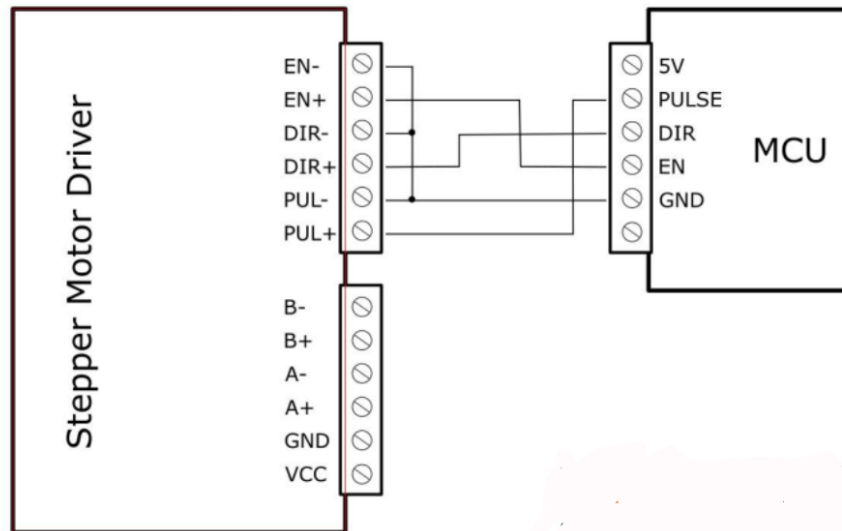 Stepper Motor Driver
EN-
EN+
DIR-
DIR+
PUL-
PUL+
B-
B+
A-
A+
GND
VCC
5V
PULSE
DIR
EN
GND
MCU